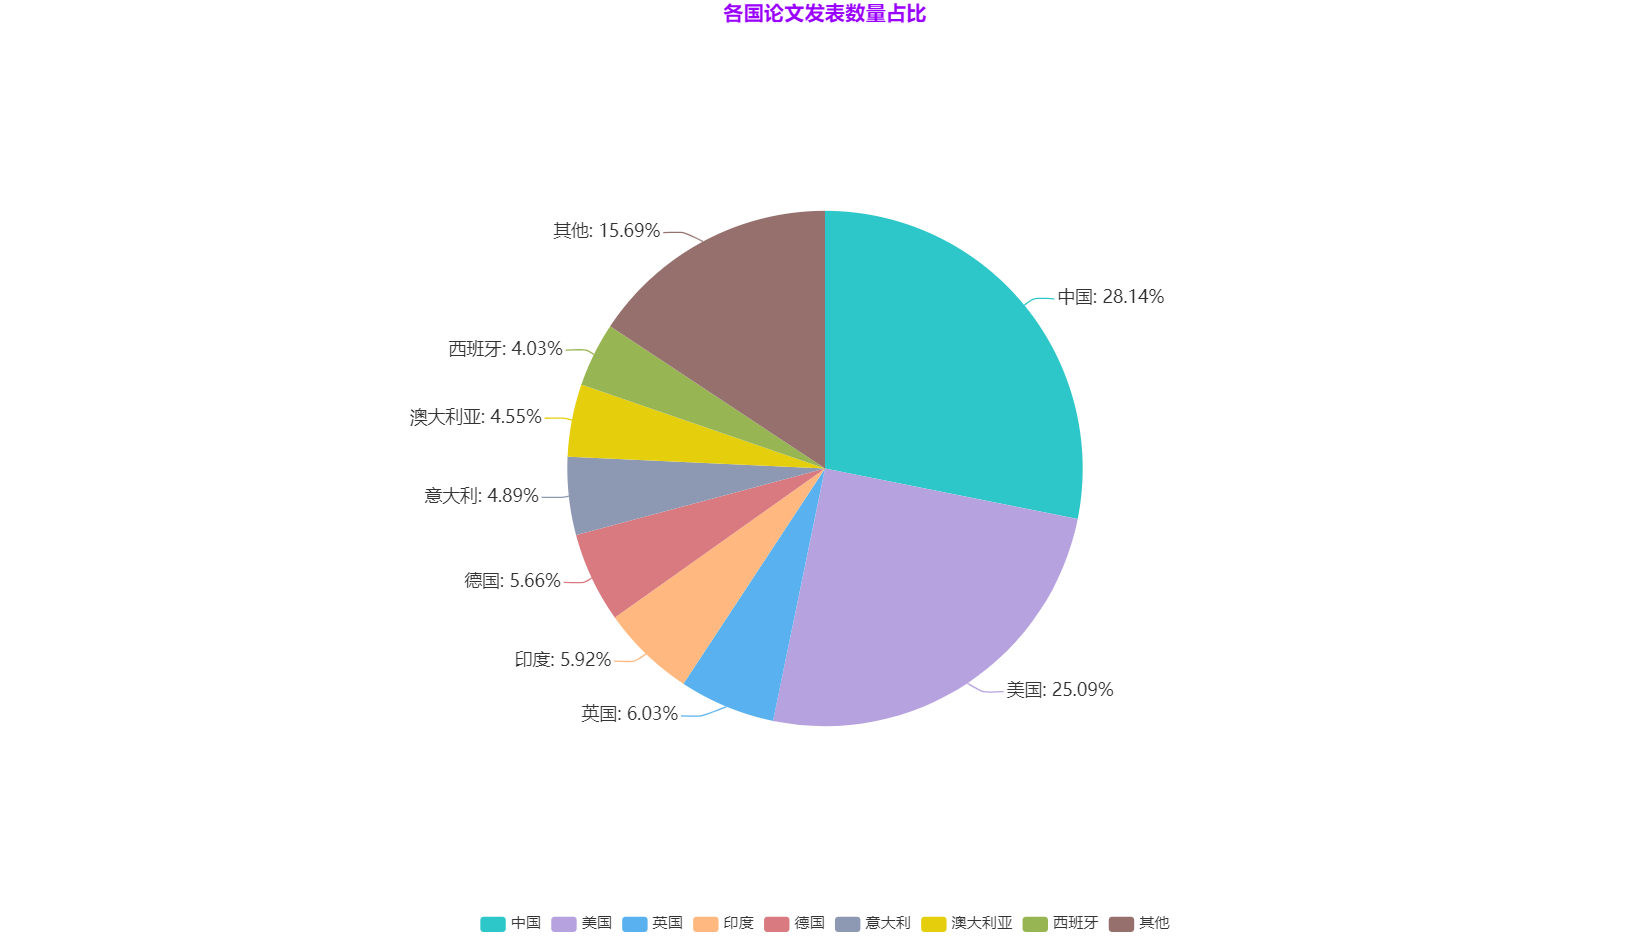 各国论文发表数量占比
其他: 15.69%
中国: 28.14%
西班牙: 4.03%
澳大利亚: 4.55%
意大利: 4.89%
德国: 5.66%
印度: 5.92%
美国: 25.09%
英国: 6.03%
中国 美国 英国 印度 德国 意大利 澳大利亚 西班牙 其他